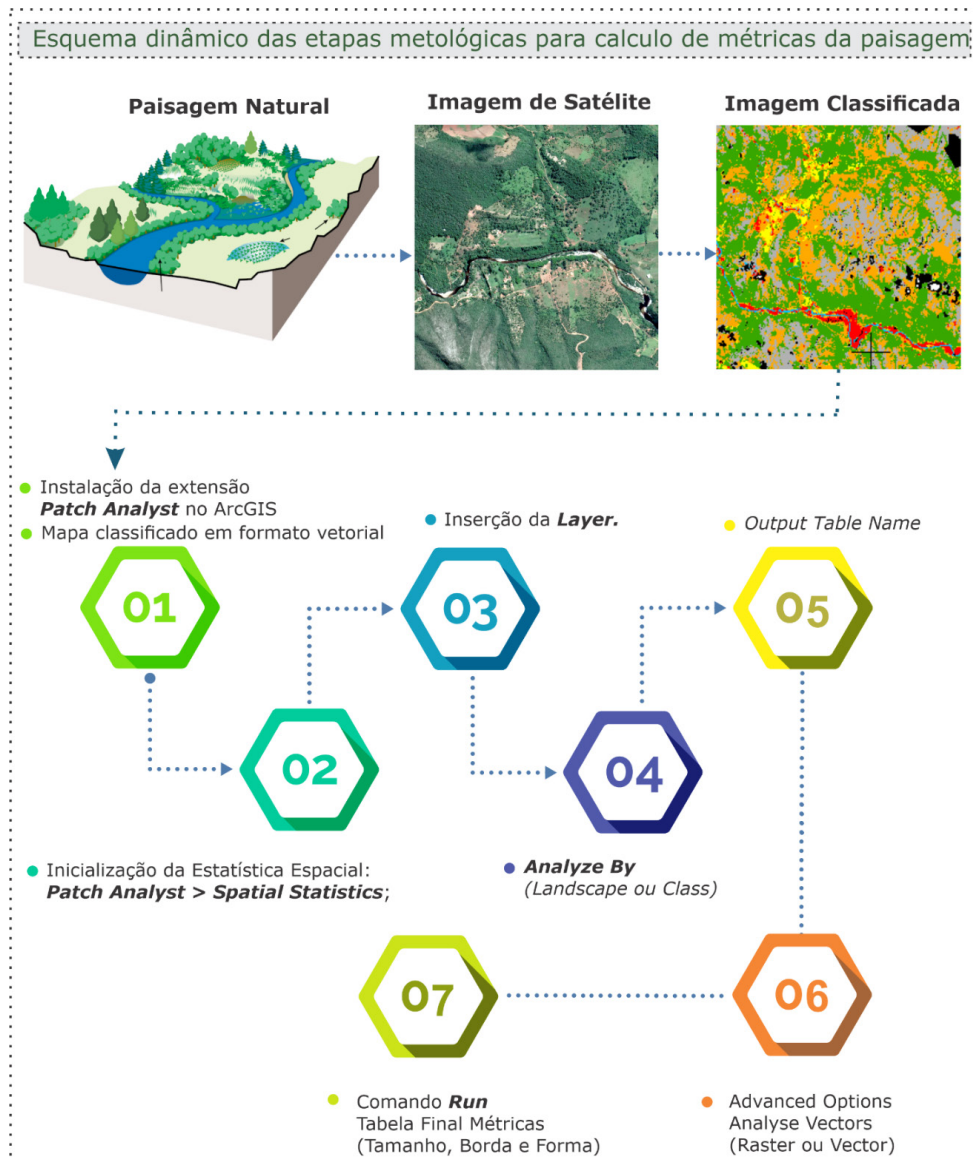 Esquema dinâmico das etapas metológicas para calculo de métricas da paisagem
Paisagem Natural
Imagem de Satélite
Imagem Classificada
Instalação da extensão
Patch Analyst no ArcGIS
Mapa classificado em formato vetorial
01
Inicialização da Estatística Espacial:
Patch Analyst > Spatial Statistics;
02
Inserção da Layer.
03
04
Analyze By
(Landscape ou Class)
Output Table Name
05
06
Advanced Options
Analyse Vectors
(Raster ou Vector)
07
Comando Run
Tabela Final Métricas
(Tamanho, Borda e Forma)